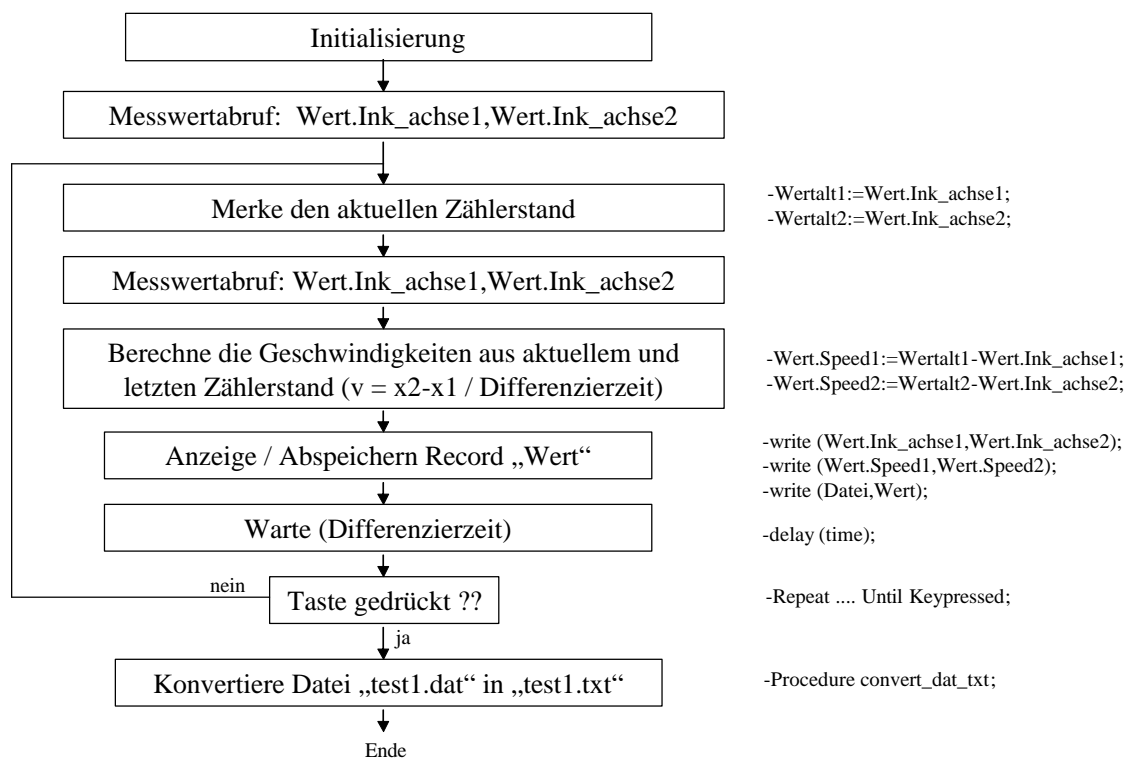 Initialisierung
Messwertabruf: Wert.Ink_achse1,Wert.Ink_achse2
Merke den aktuellen Zählerstand
-Wertalt1:=Wert.Ink_achse1;
-Wertalt2:=Wert.Ink_achse2;
Messwertabruf: Wert.Ink_achse1,Wert.Ink_achse2
Berechne die Geschwindigkeiten aus aktuellem und
letzten Zählerstand (v = x2-x1 / Differenzierzeit)
-Wert.Speed1:=Wertalt1-Wert.Ink_achse1;
-Wert.Speed2:=Wertalt2-Wert.Ink_achse2;
Anzeige / Abspeichern Record „Wert“
-write (Wert.Ink_achse1,Wert.Ink_achse2);
-write (Wert.Speed1,Wert.Speed2);
-write (Datei,Wert);
Warte (Differenzierzeit)
-delay (time);
nein
Taste gedrückt ??
-Repeat .... Until Keypressed;
ja
Konvertiere Datei „test1.dat“ in „test1.txt“
-Procedure convert_dat_txt;
Ende